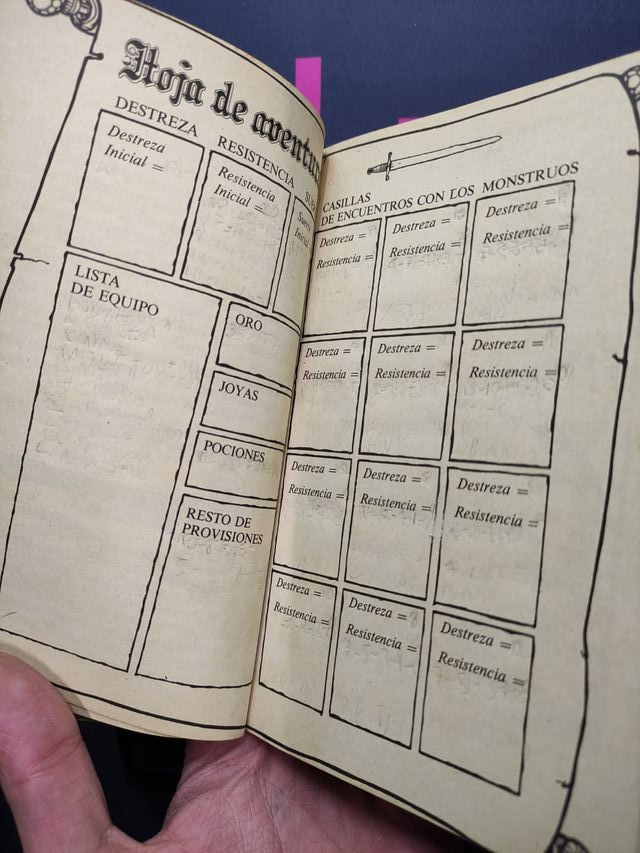 Hoja de aventura
DESTREZA
Destreza
Inicial =
RESISTENCIA
Resistencia
Inicial =
LISTA
DE EQUIPO
ORO
JOYAS
POCIONES
RESTO DE
PROVISIONES
CASILLAS
DE ENCUENTROS CON LOS MONSTRUOS
Destreza =
Resistencia =
Destreza =
Resistencia =
Destreza =
Resistencia =
Destreza =
Resistencia =
Destreza =
Resistencia =
Destreza =
Resistencia =
Destreza =
Resistencia =
Destreza =
Resistencia =
Destreza =
Resistencia =
Destreza =
Resistencia =
Destreza =
Resistencia =
Destreza =
Resistencia =